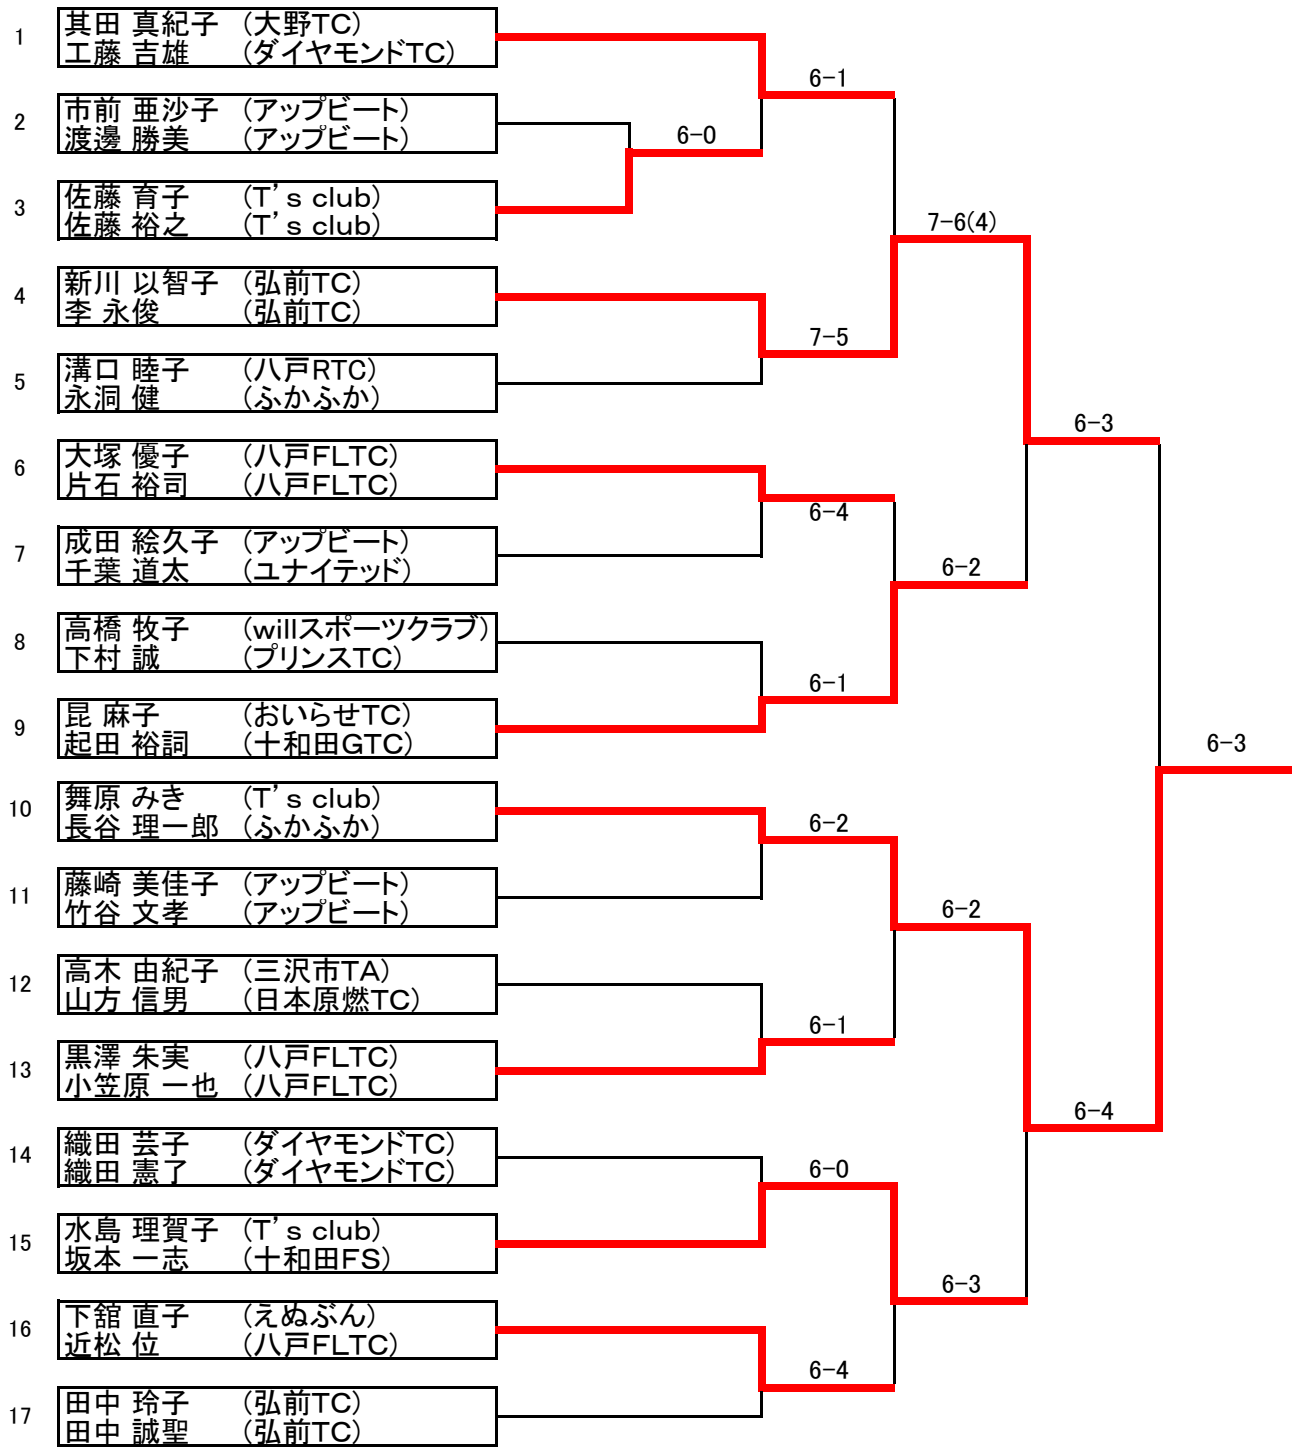 1
其田 真紀子 （大野TC）
工藤 吉雄 （ダイヤモンドTC）
6-1
2
市前 亜沙子 （アップビート）
渡邊 勝美 （アップビート）
6-0
3
佐藤 育子 （T’s club）
佐藤 裕之 （T’s club）
7-6(4)
4
新川 以智子 （弘前TC）
李 永俊 （弘前TC）
7-5
5
溝口 睦子 （八戸RTC）
永洞 健 （ふかふか）
6-3
6
大塚 優子 （八戸FLTC）
片石 裕司 （八戸FLTC）
6-4
7
成田 絵久子 （アップビート）
千葉 道太 （ユナイテッド）
6-2
8
高橋 牧子 （willスポーツクラブ）
下村 誠 （プリンスTC）
6-1
9
昆 麻子 （おいらせTC）
起田 裕詞 （十和田GTC）
6-3
10
舞原 みき （T’s club）
長谷 理一郎 （ふかふか）
6-2
11
藤崎 美佳子 （アップビート）
竹谷 文孝 （アップビート）
6-2
12
高木 由紀子 （三沢市TA）
山方 信男 （日本原燃TC）
6-1
13
黒澤 朱実 （八戸FLTC）
小笠原 一也 （八戸FLTC）
6-4
14
織田 芸子 （ダイヤモンドTC）
織田 憲了 （ダイヤモンドTC）
6-0
15
水島 理賀子 （T’s club）
坂本 一志 （十和田FS）
6-3
16
下舘 直子 （えぬぶん）
近松 位 （八戸FLTC）
6-4
17
田中 玲子 （弘前TC）
田中 誠聖 （弘前TC）